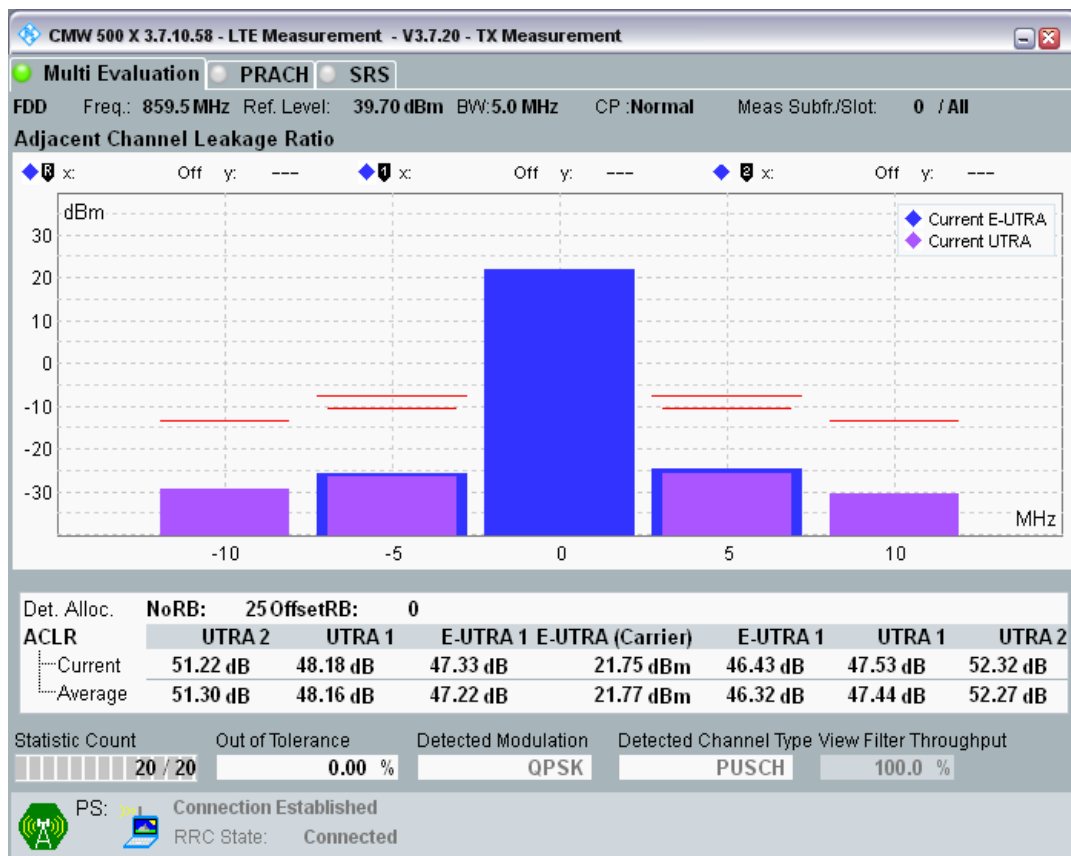 CMW 500 X 3.7.10.58 - LTE Measurement - V3.7.20 - TX Measurement
Multi Evaluation PRACH SRS
FDD Freq.: 859.5 MHz Ref. Level: 39.70 dBm BW:5.0 MHz CP :Normal Meas Subfr./Slot: 0 / All
Adjacent Channel Leakage Ratio
R x: Off y: --- 1 x: Off y: --- 2 x: Off y: ---
dBm
Current E-UTRA
Current UTRA
30
20
10
0
-10
-20
-30
MHz
-10 -5 0 5 10
Det. Alloc. NoRB: 25 OffsetRB: 0
ACLR UTRA 2 UTRA 1 E-UTRA 1 E-UTRA (Carrier) E-UTRA 1 UTRA 1 UTRA 2
Current 51.22 dB 48.18 dB 47.33 dB 21.75 dBm 46.43 dB 47.53 dB 52.32 dB
Average 51.30 dB 48.16 dB 47.22 dB 21.77 dBm 46.32 dB 47.44 dB 52.27 dB
Statistic Count Out of Tolerance Detected Modulation Detected Channel Type View Filter Throughput
20 / 20 0.00 % QPSK PUSCH 100.0 %
PS: Connection Established
RRC State: Connected